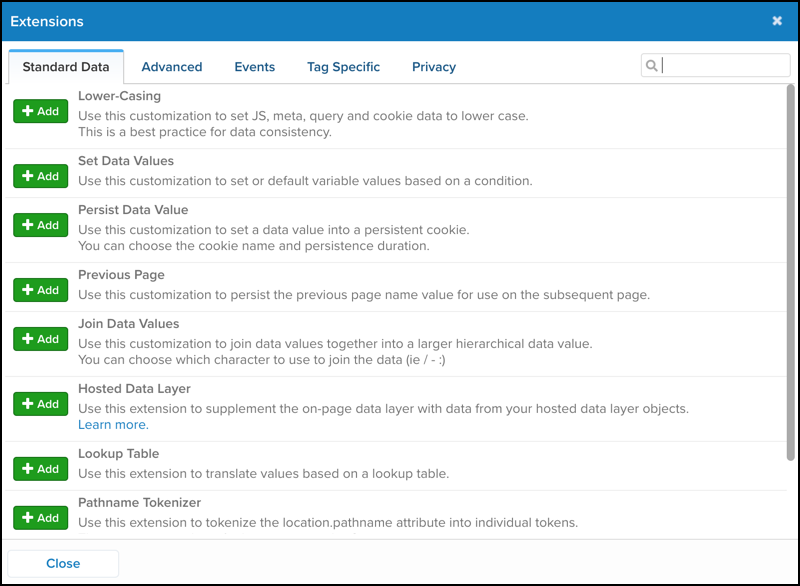 Extensions
Standard Data
Advanced
Events
Tag Specific
Privacy
Lower-Casing
Add
Use this customization to set JS, meta, query and cookie data to lower case.
This is a best practice for data consistency.
Set Data Values
Add
Use this customization to set or default variable values based on a condition.
Persist Data Value
Add
Use this customization to set a data value into a persistent cookie.
You can choose the cookie name and persistence duration.
Previous Page
Add
Use this customization to persist the previous page name value for use on the subsequent page.
Join Data Values
Add
Use this customization to join data values together into a larger hierarchical data value.
You can choose which character to use to join the data (ie / - :)
Hosted Data Layer
Add
Use this extension to supplement the on-page data layer with data from your hosted data layer objects.
Learn more.
Lookup Table
Add
Use this extension to translate values based on a lookup table.
Pathname Tokenizer
Add
Use this extension to tokenize the location.pathname attribute into individual tokens.
Close